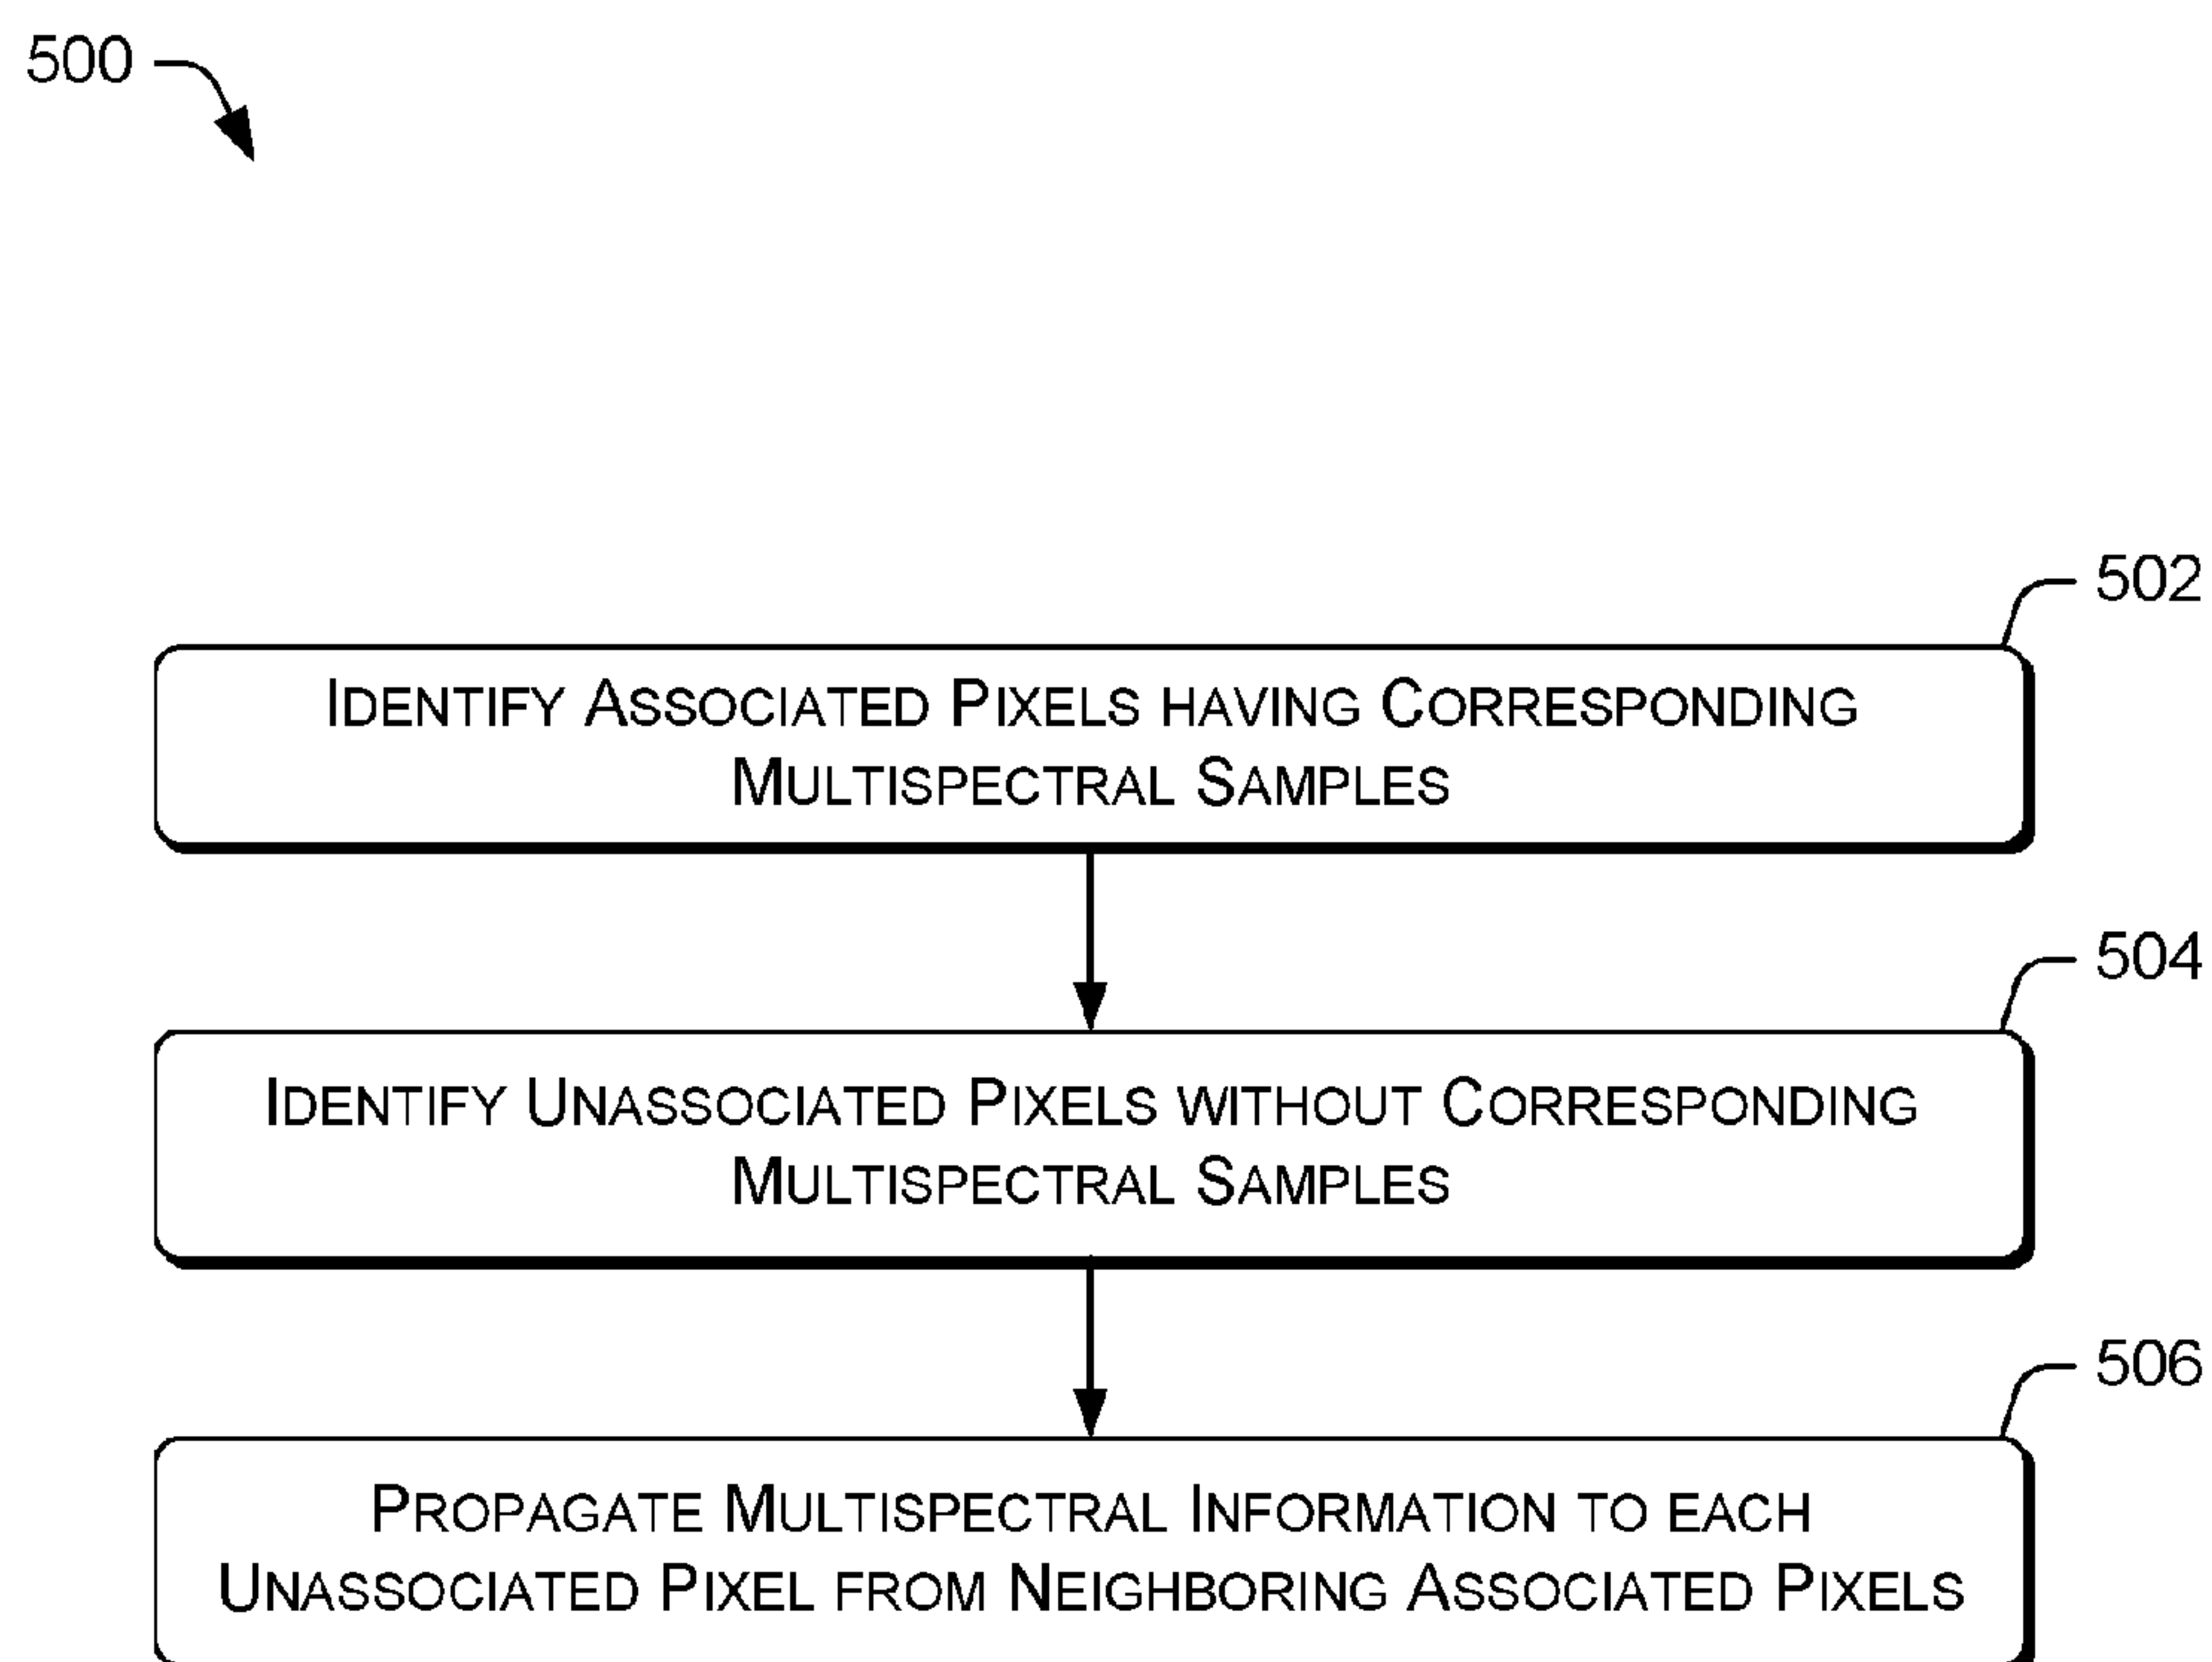 500
502
IDENTIFY ASSOCIATED PIXELS HAVING CORRESPONDING
MULTISPECTRAL SAMPLES
504
IDENTIFY UNASSOCIATED PIXELS WITHOUT CORRESPONDING
MULTISPECTRAL SAMPLES
506
PROPAGATE MULTISPECTRAL INFORMATION TO EACH
UNASSOCIATED PIXEL FROM NEIGHBORING ASSOCIATED PIXELS